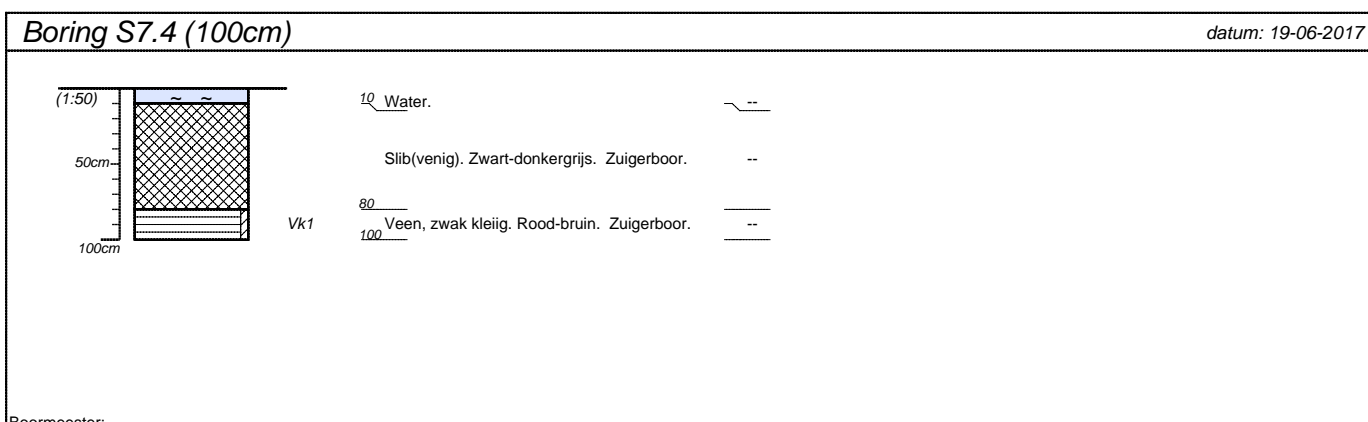 Boring S7.4 (100cm) datum: 19-06-2017
(1:50) ~ ~ 10 Water. --
50cm Slib(venig). Zwart-donkergrijs. Zuigerboor. --
80
Vk1 Veen, zwak kleiig. Rood-bruin. Zuigerboor. --
100
100cm
Boormeester: